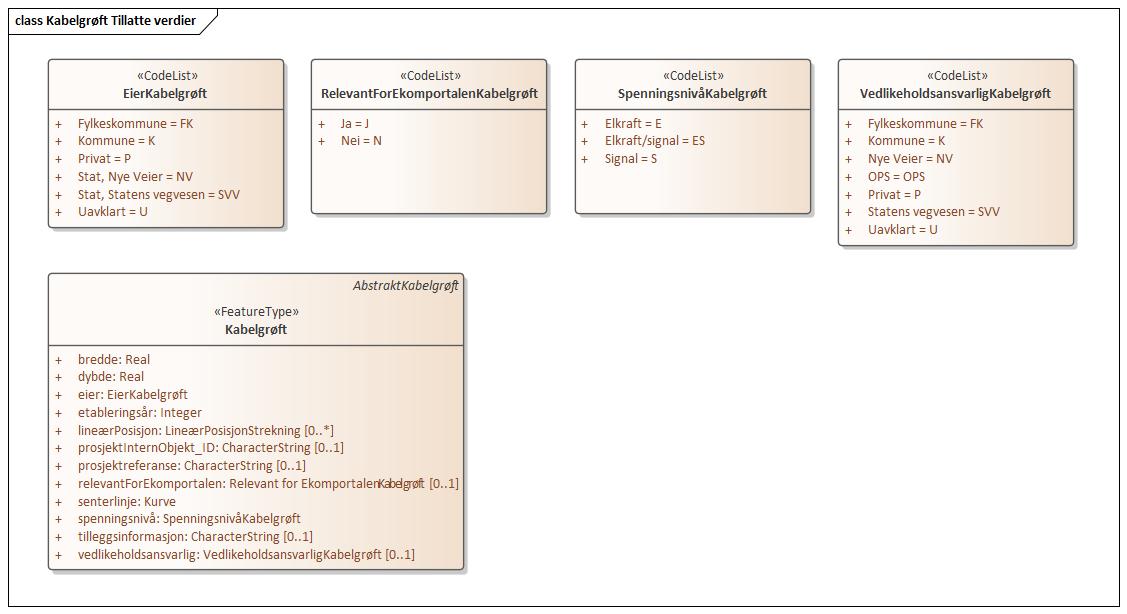 class Kabelgrøft Tillatte verdier
«CodeList»
EierKabelgrøft
+ Fylkeskommune = FK
+ Kommune = K
+ Privat = P
+ Stat, Nye Veier = NV
+ Stat, Statens vegvesen = SVV
+ Uavklart = U
«CodeList»
RelevantForEkomportalenKabelgrøft
+ Ja = J
+ Nei = N
«CodeList»
SpenningsnivåKabelgrøft
+ Elkraft = E
+ Elkraft/signal = ES
+ Signal = S
«CodeList»
VedlikeholdsansvarligKabelgrøft
+ Fylkeskommune = FK
+ Kommune = K
+ Nye Veier = NV
+ OPS = OPS
+ Privat = P
+ Statens vegvesen = SVV
+ Uavklart = U
AbstraktKabelgrøft
«FeatureType»
Kabelgrøft
+ bredde: Real
+ dybde: Real
+ eier: EierKabelgrøft
+ etableringsår: Integer
+ lineærPosisjon: LineærPosisjonStrekning [0..*]
+ prosjektInternObjekt_ID: CharacterString [0..1]
+ prosjektreferanse: CharacterString [0..1]
+ relevantForEkomportalen: Relevant for Ekomportalen [0..1]
+ senterlinje: Kurve
+ spenningsnivå: SpenningsnivåKabelgrøft
+ tilleggsinformasjon: CharacterString [0..1]
+ vedlikeholdsansvarlig: VedlikeholdsansvarligKabelgrøft [0..1]